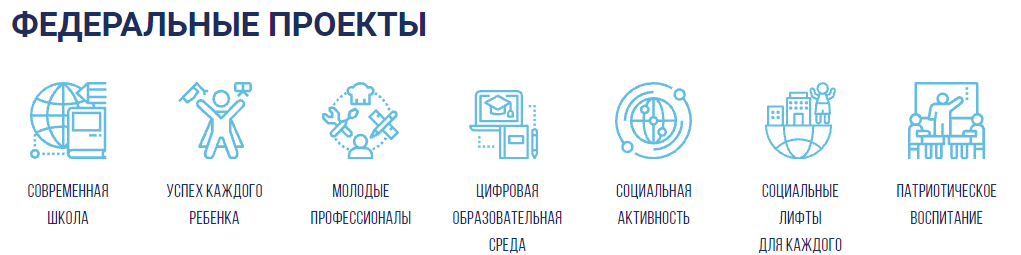 ФЕДЕРАЛЬНЫЕ ПРОЕКТЫ
СОВРЕМЕННАЯ
ШКОЛА
УСПЕХ КАЖДОГО
РЕБЕНКА
МОЛОДЫЕ
ПРОФЕССИОНАЛЫ
ЦИФРОВАЯ
ОБРАЗОВАТЕЛЬНАЯ
СРЕДА
СОЦИАЛЬНАЯ
АКТИВНОСТЬ
СОЦИАЛЬНЫЕ
ЛИФТЫ
ДЛЯ КАЖДОГО
ПАТРИОТИЧЕСКОЕ
ВОСПИТАНИЕ